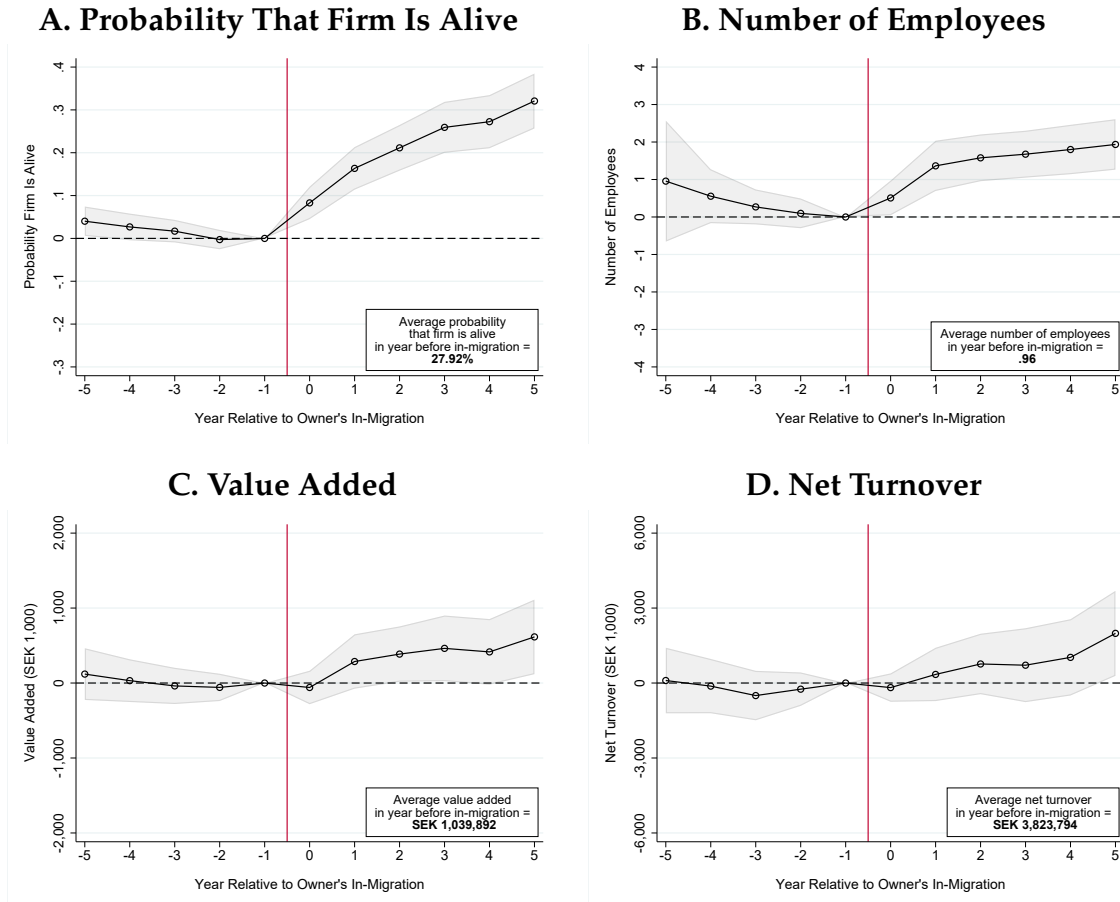 A. Probability That Firm Is Alive
Probability Firm Is Alive
.4
.3
.2
.1
0
-.1
-.2
-.3
Average probability
that firm is alive
in year before in-migration =
27.92%
-5 -4 -3 -2 -1 0 1 2 3 4 5
Year Relative to Owner's In-Migration
B. Number of Employees
Number of Employees
4
3
2
1
0
-1
-2
-3
-4
Average number of employees
in year before in-migration =
.96
-5 -4 -3 -2 -1 0 1 2 3 4 5
Year Relative to Owner's In-Migration
C. Value Added
Value Added (SEK 1,000)
2,000
1,000
0
-1,000
-2,000
Average value added
in year before in-migration =
SEK 1,039,892
-5 -4 -3 -2 -1 0 1 2 3 4 5
Year Relative to Owner's In-Migration
D. Net Turnover
Net Turnover (SEK 1,000)
6,000
3,000
0
-3,000
-6,000
Average net turnover
in year before in-migration =
SEK 3,823,794
-5 -4 -3 -2 -1 0 1 2 3 4 5
Year Relative to Owner's In-Migration